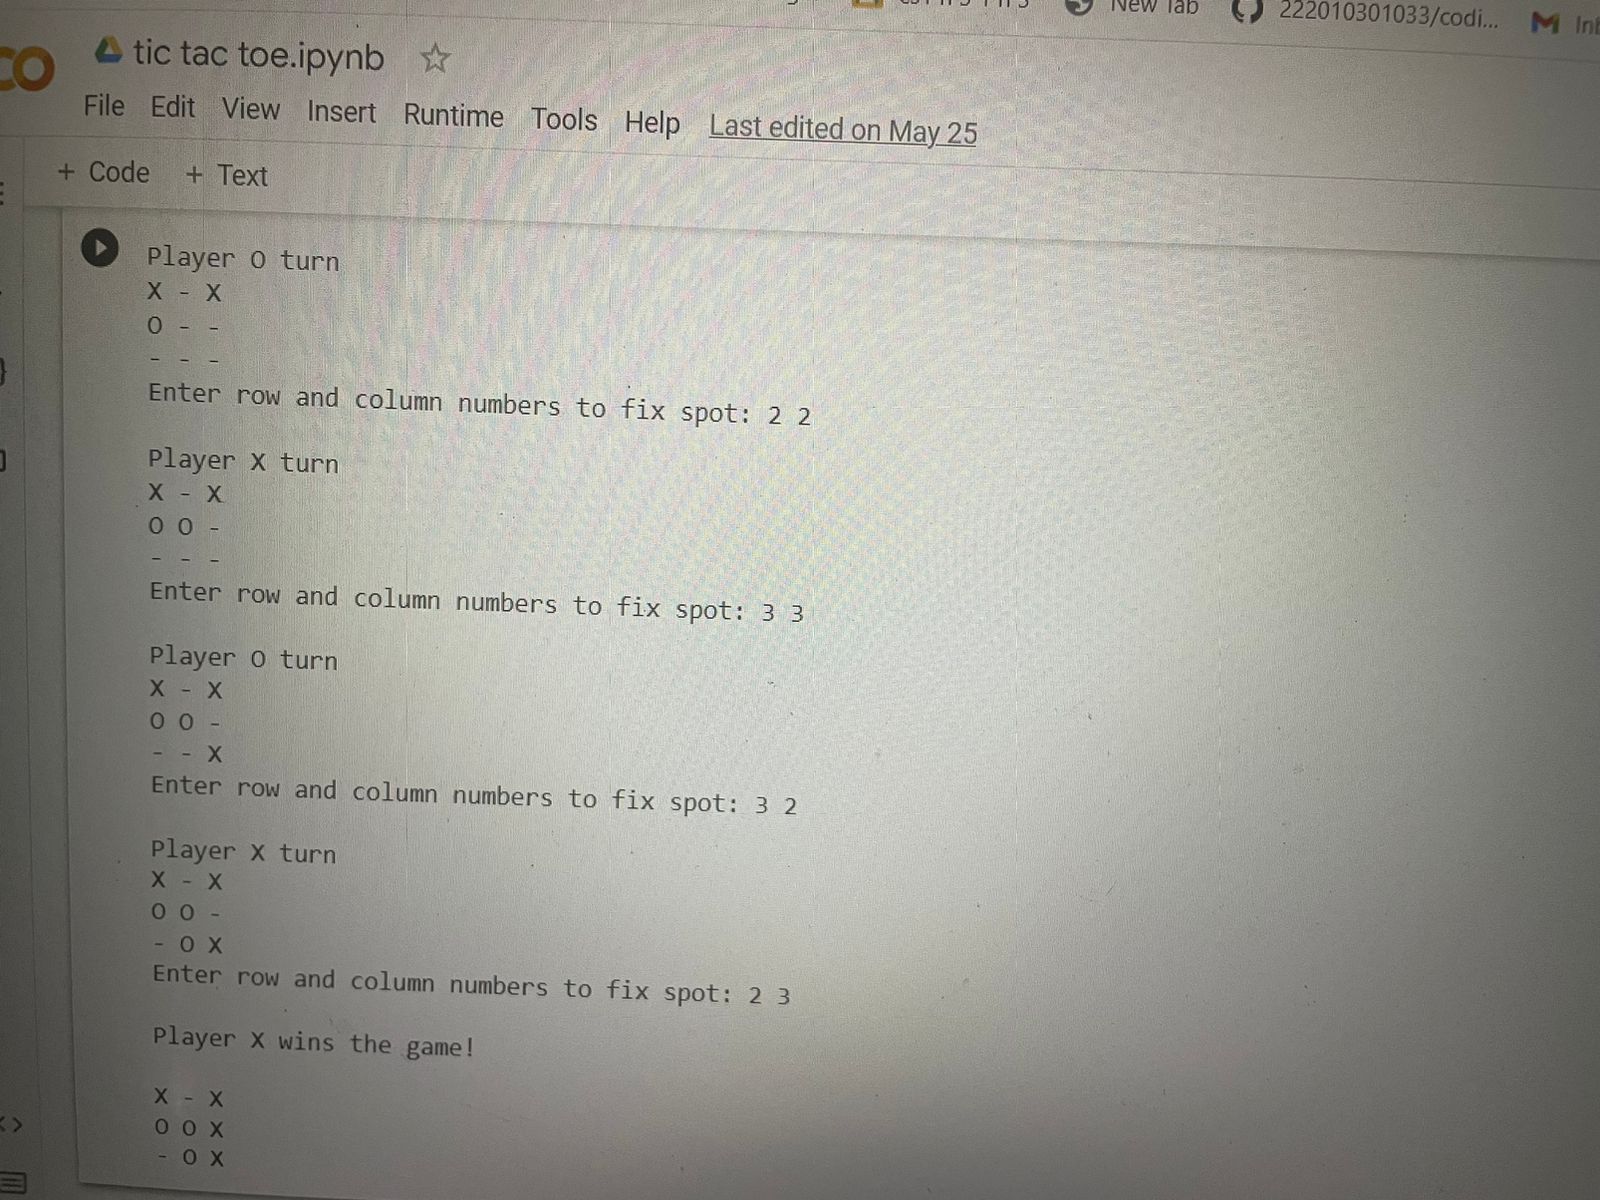 New Tab
222010301033/codi...
CO
tic tac toe.ipynb
File Edit View Insert Runtime Tools Help Last edited on May 25
+ Code + Text
Player O turn
X - X
O - -
- - -
Enter row and column numbers to fix spot: 2 2
Player X turn
X - X
O O -
- - -
Enter row and column numbers to fix spot: 3 3
Player O turn
X - X
O O -
- - X
Enter row and column numbers to fix spot: 3 2
Player X turn
X - X
O O -
- O X
Enter row and column numbers to fix spot: 2 3
Player X wins the game!
X - X
O O X
- O X